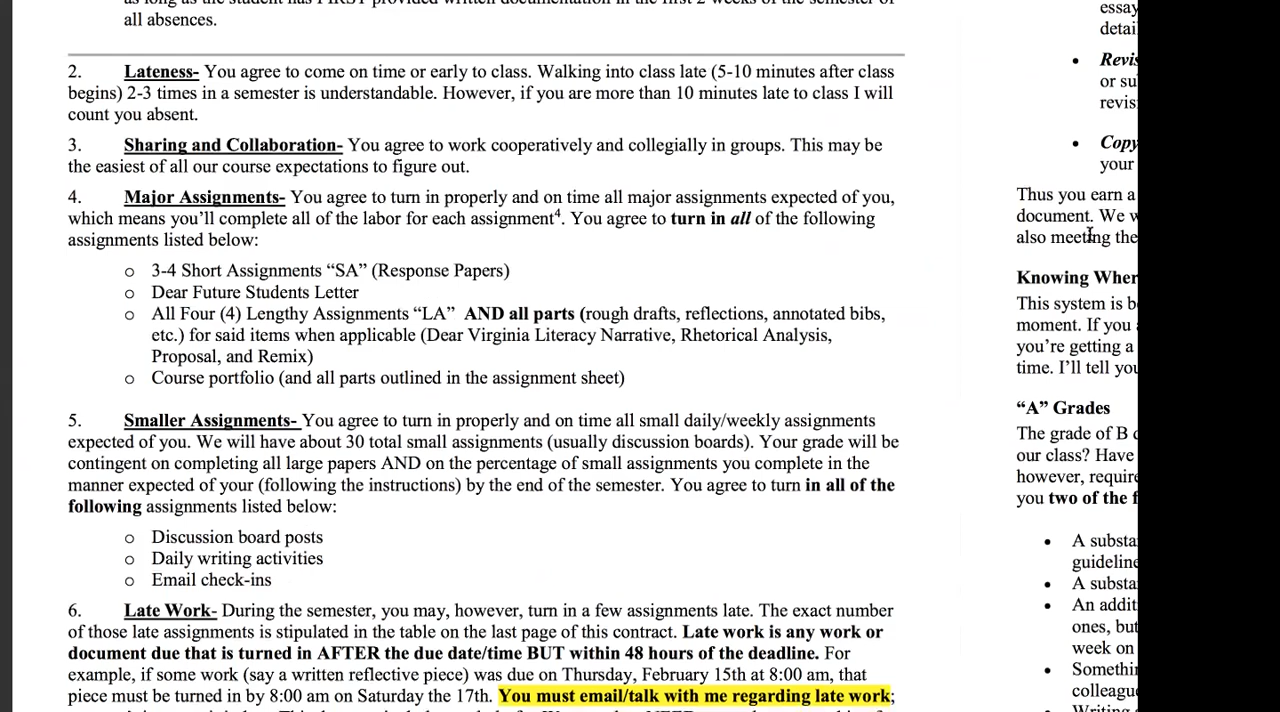 all absences.
2. Lateness- You agree to come on time or early to class. Walking into class late (5-10 minutes after class
begins) 2-3 times in a semester is understandable. However, if you are more than 10 minutes late to class I will
count you absent.
3. Sharing and Collaboration- You agree to work cooperatively and collegially in groups. This may be
the easiest of all our course expectations to figure out.
4. Major Assignments- You agree to turn in properly and on time all major assignments expected of you,
which means you’ll complete all of the labor for each assignment⁴. You agree to turn in all of the following
assignments listed below:
o 3-4 Short Assignments “SA” (Response Papers)
o Dear Future Students Letter
o All Four (4) Lengthy Assignments “LA” AND all parts (rough drafts, reflections, annotated bibs,
etc.) for said items when applicable (Dear Virginia Literacy Narrative, Rhetorical Analysis,
Proposal, and Remix)
o Course portfolio (and all parts outlined in the assignment sheet)
5. Smaller Assignments- You agree to turn in properly and on time all small daily/weekly assignments
expected of you. We will have about 30 total small assignments (usually discussion boards). Your grade will be
contingent on completing all large papers AND on the percentage of small assignments you complete in the
manner expected of your (following the instructions) by the end of the semester. You agree to turn in all of the
following assignments listed below:
o Discussion board posts
o Daily writing activities
o Email check-ins
6. Late Work- During the semester, you may, however, turn in a few assignments late. The exact number
of those late assignments is stipulated in the table on the last page of this contract. Late work is any work or
document due that is turned in AFTER the due date/time BUT within 48 hours of the deadline. For
example, if some work (say a written reflective piece) was due on Thursday, February 15th at 8:00 am, that
piece must be turned in by 8:00 am on Saturday the 17th. You must email/talk with me regarding late work;
essay
detai
• Revis
or su
revis
• Copy
your
Thus you earn a
document. We w
also meeting the
Knowing Wher
This system is b
moment. If you
you’re getting a
time. I’ll tell you
“A” Grades
The grade of B
our class? Have
however, require
you two of the f
• A substa
guideline
• A substa
• An addit
ones, but
week on
• Somethi
colleagu